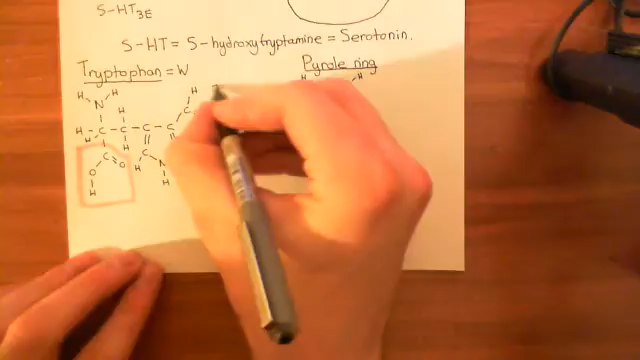 5-HT3E
5-HT = 5-hydroxytryptamine = Serotonin.
Tryptophan = W
Pyrole ring
H H H H
N H C
H - C - C - C - C
H H
C C N
O O H
H H